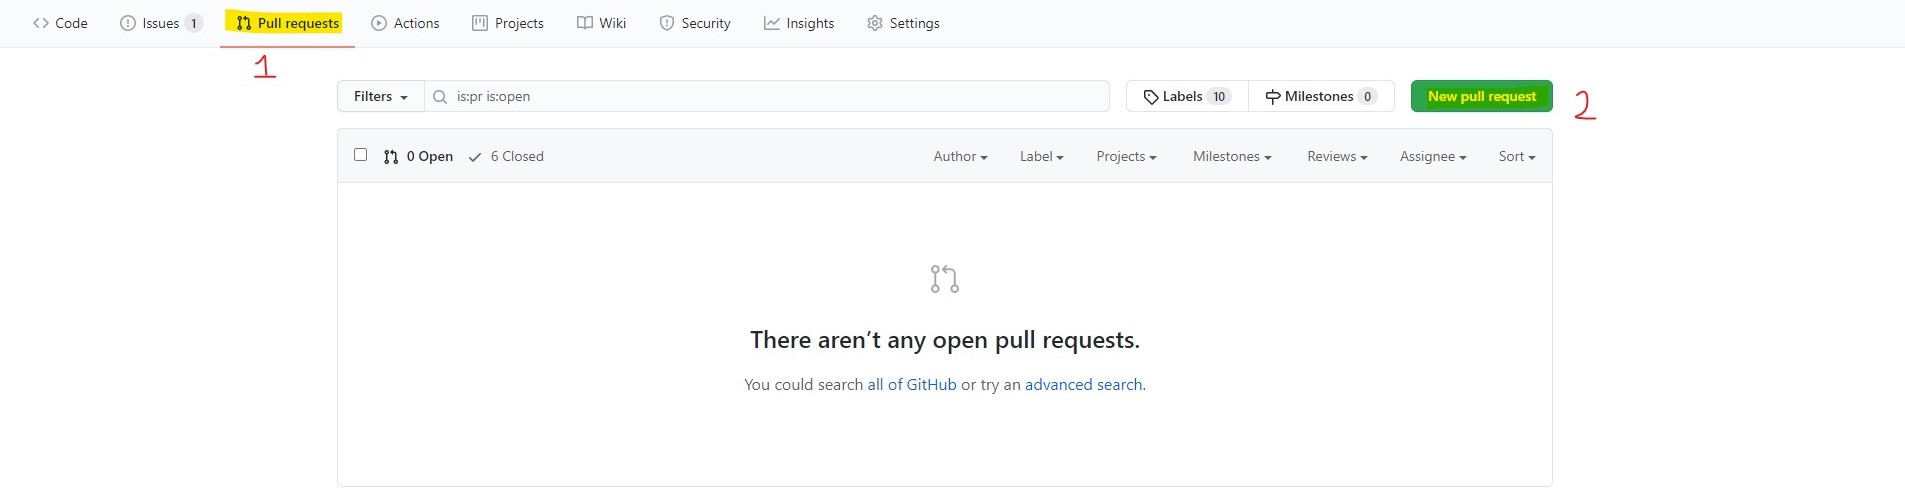 Code Issues 1 Pull requests Actions Projects Wiki Security Insights Settings
1
Filters is:pr is:open Labels 10 Milestones 0 New pull request 2
0 Open 6 Closed Author Label Projects Milestones Reviews Assignee Sort
There aren’t any open pull requests.
You could search all of GitHub or try an advanced search.